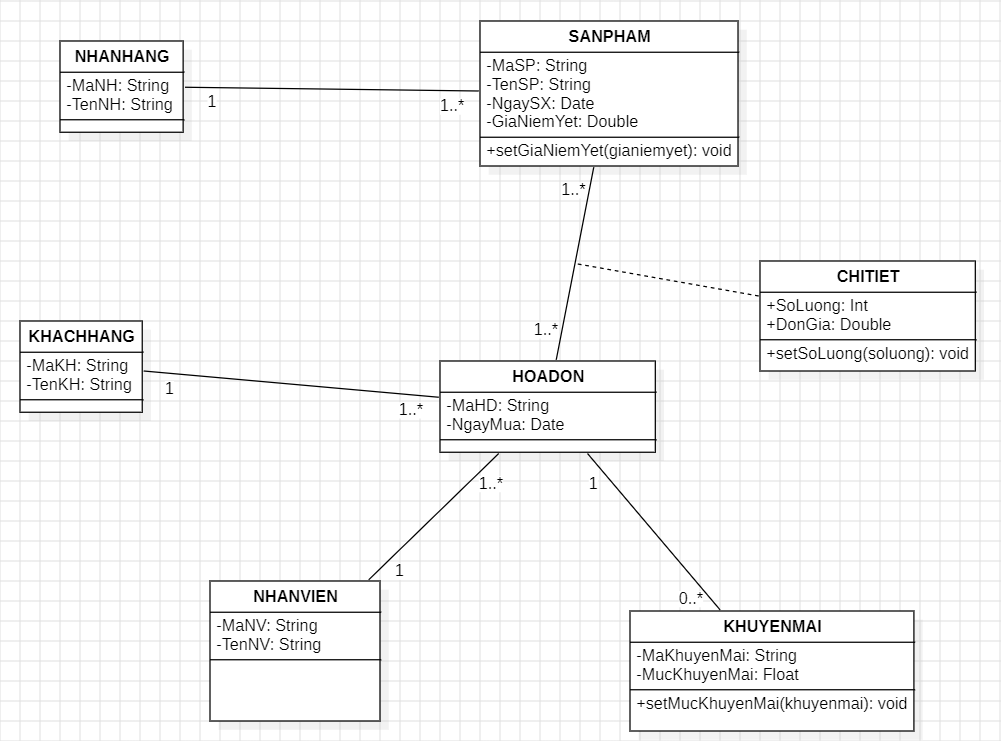 NHANHANG
-MaNH: String
-TenNH: String
1
1..*
SANPHAM
-MaSP: String
-TenSP: String
-NgaySX: Date
-GiaNiemYet: Double
+setGiaNiemYet(gianiemyet): void
1..*
1..*
CHITIET
+SoLuong: Int
+DonGia: Double
+setSoLuong(soluong): void
KHACHHANG
-MaKH: String
-TenKH: String
1
1..*
HOADON
-MaHD: String
-NgayMua: Date
1..*
1
1
0..*
NHANVIEN
-MaNV: String
-TenNV: String
KHUYENMAI
-MaKhuyenMai: String
-MucKhuyenMai: Float
+setMucKhuyenMai(khuyenmai): void